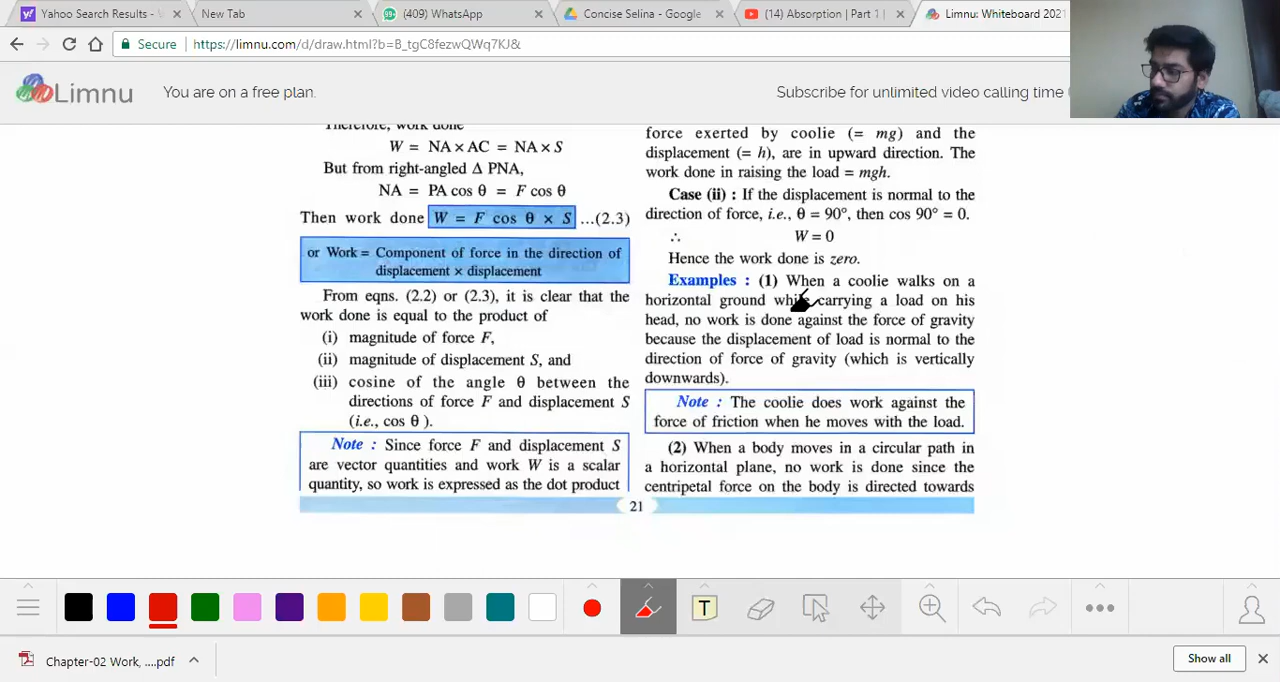 Yahoo Search Results -
New Tab
99+
(409) WhatsApp
Concise Selina - Google
(14) Absorption | Part 1 |
Limnu: Whiteboard 2021
Secure
https://limnu.com/d/draw.html?b=B_tgC8fezwQWq7KJ&
Limnu
You are on a free plan.
Subscribe for unlimited video calling time
Therefore, work done
W = NA × AC = NA × S
But from right-angled Δ PNA,
NA = PA cos θ = F cos θ
Then work done W = F cos θ × S ...(2.3)
or Work = Component of force in the direction of
displacement × displacement
From eqns. (2.2) or (2.3), it is clear that the
work done is equal to the product of
(i) magnitude of force F,
(ii) magnitude of displacement S, and
(iii) cosine of the angle θ between the
directions of force F and displacement S
(i.e., cos θ ).
Note : Since force F and displacement S
are vector quantities and work W is a scalar
quantity, so work is expressed as the dot product
force exerted by coolie (= mg) and the
displacement (= h), are in upward direction. The
work done in raising the load = mgh.
Case (ii) : If the displacement is normal to the
direction of force, i.e., θ = 90°, then cos 90° = 0.
∴ W = 0
Hence the work done is zero.
Examples : (1) When a coolie walks on a
horizontal ground while carrying a load on his
head, no work is done against the force of gravity
because the displacement of load is normal to the
direction of force of gravity (which is vertically
downwards).
Note : The coolie does work against the
force of friction when he moves with the load.
(2) When a body moves in a circular path in
a horizontal plane, no work is done since the
centripetal force on the body is directed towards
21
T
Chapter-02 Work, ....pdf
Show all